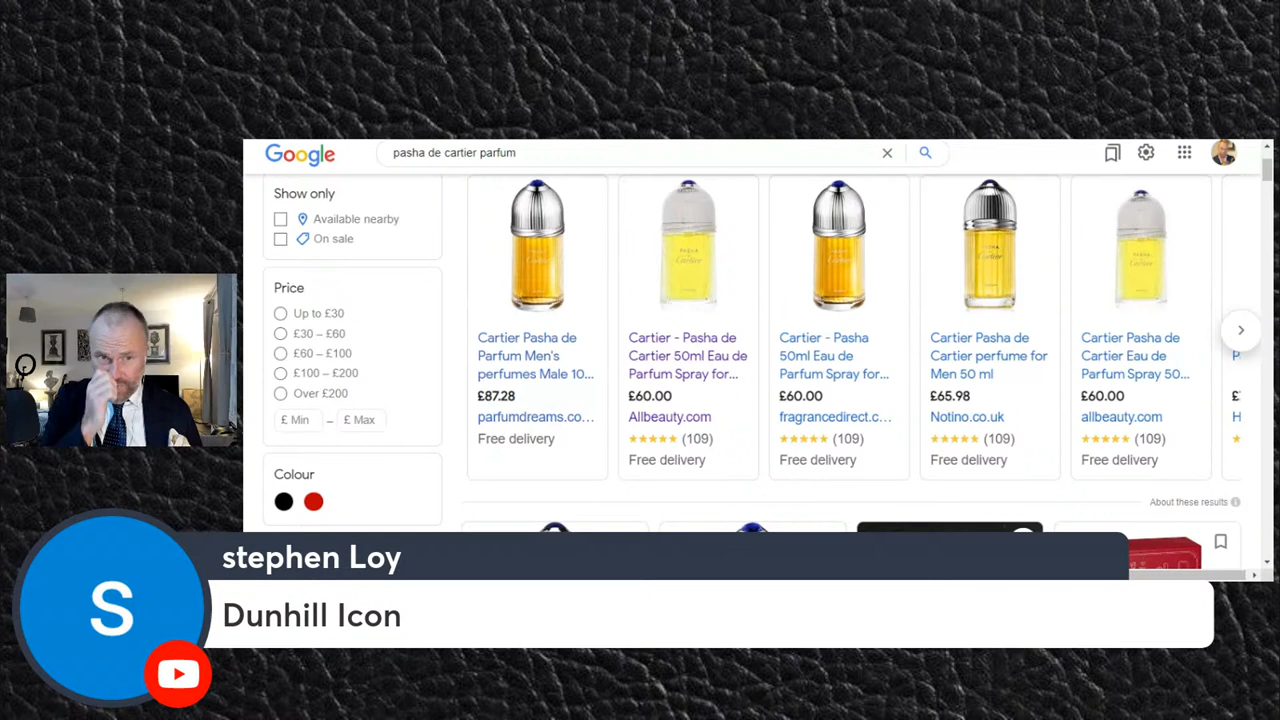 Google
pasha de cartier parfum
Show only
Available nearby
On sale
Price
Up to £30
£30 – £60
£60 – £100
£100 – £200
Over £200
£ Min – £ Max
Colour
Cartier Pasha de
Parfum Men's
perfumes Male 10...
£87.28
parfumdreams.co...
Free delivery
Cartier - Pasha de
Cartier 50ml Eau de
Parfum Spray for...
£60.00
Allbeauty.com
(109)
Free delivery
Cartier - Pasha
50ml Eau de
Parfum Spray for...
£60.00
fragrancedirect.c...
(109)
Free delivery
Cartier Pasha de
Cartier perfume for
Men 50 ml
£65.98
Notino.co.uk
(109)
Free delivery
Cartier Pasha de
Cartier Eau de
Parfum Spray 50...
£60.00
allbeauty.com
(109)
Free delivery
About these results
S
stephen Loy
Dunhill Icon